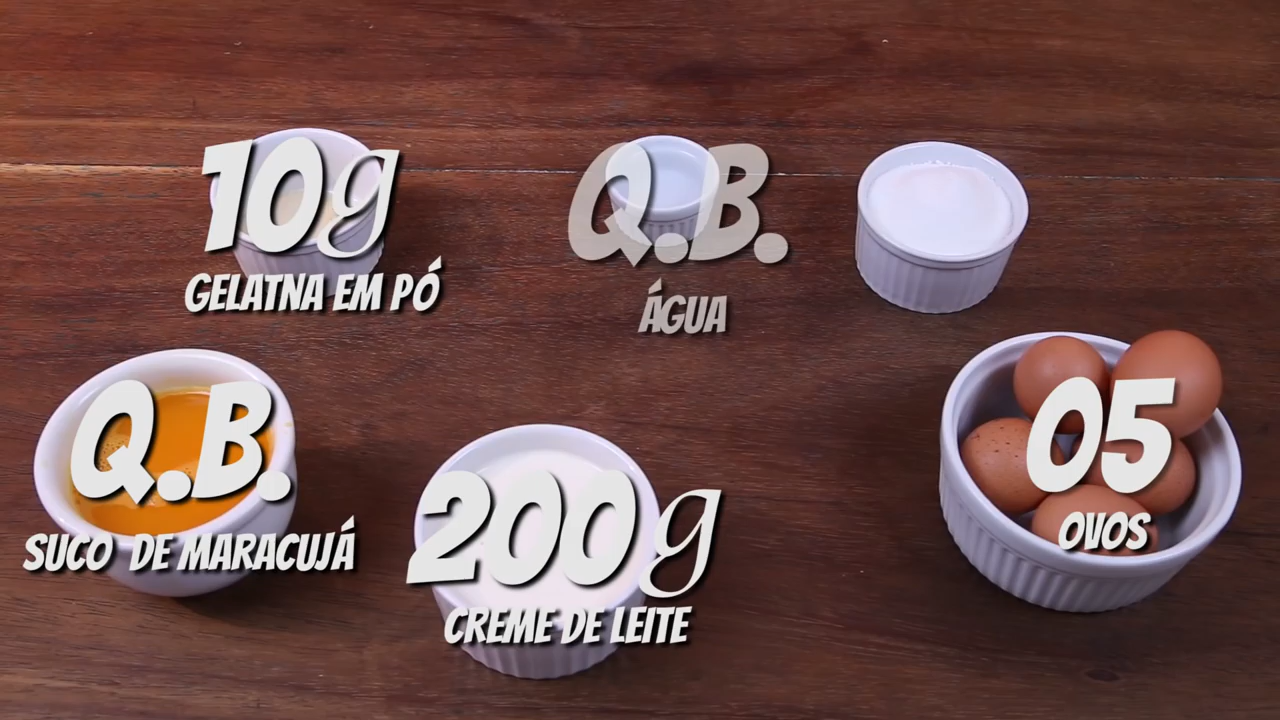 10g
GELATNA EM PÓ
Q.B.
ÁGUA
Q.B.
SUCO DE MARACUJÁ
200g
CREME DE LEITE
05
OVOS